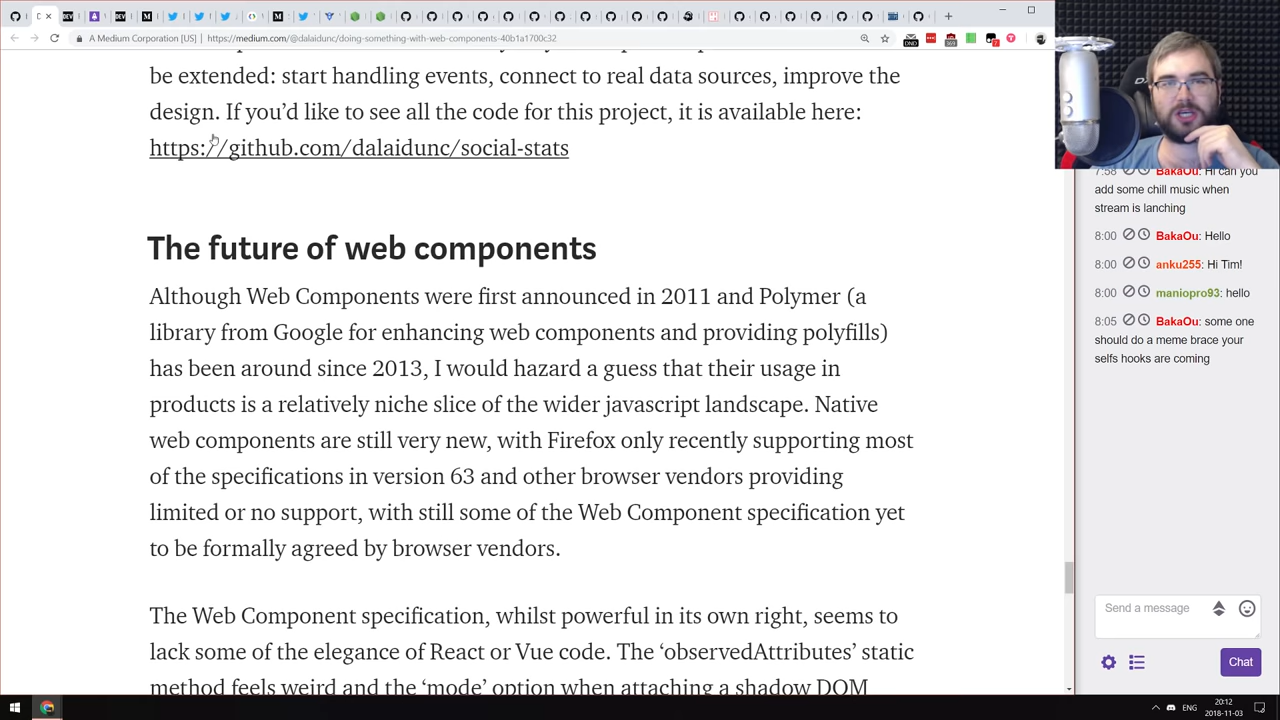 A Medium Corporation [US]
https://medium.com/@dalaidunc/doing-something-with-web-components-40b1a1700c32
be extended: start handling events, connect to real data sources, improve the
design. If you’d like to see all the code for this project, it is available here:
https://github.com/dalaidunc/social-stats
The future of web components
Although Web Components were first announced in 2011 and Polymer (a
library from Google for enhancing web components and providing polyfills)
has been around since 2013, I would hazard a guess that their usage in
products is a relatively niche slice of the wider javascript landscape. Native
web components are still very new, with Firefox only recently supporting most
of the specifications in version 63 and other browser vendors providing
limited or no support, with still some of the Web Component specification yet
to be formally agreed by browser vendors.
The Web Component specification, whilst powerful in its own right, seems to
lack some of the elegance of React or Vue code. The ‘observedAttributes’ static
method feels weird and the ‘mode’ option when attaching a shadow DOM
7:58 BakaOu: Hi can you
add some chill music when
stream is lanching
8:00 BakaOu: Hello
8:00 anku255: Hi Tim!
8:00 maniopro93: hello
8:05 BakaOu: some one
should do a meme brace your
selfs hooks are coming
Send a message
Chat
ENG
20:12
2018-11-03